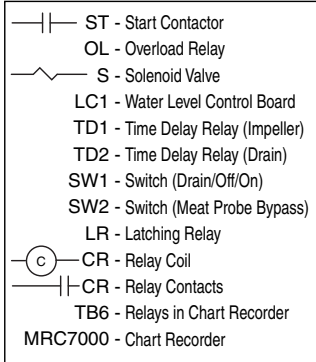 ST - Start Contactor
OL - Overload Relay
S - Solenoid Valve
LC1 - Water Level Control Board
TD1 - Time Delay Relay (Impeller)
TD2 - Time Delay Relay (Drain)
SW1 - Switch (Drain/Off/On)
SW2 - Switch (Meat Probe Bypass)
LR - Latching Relay
C CR - Relay Coil
CR - Relay Contacts
TB6 - Relays in Chart Recorder
MRC7000 - Chart Recorder